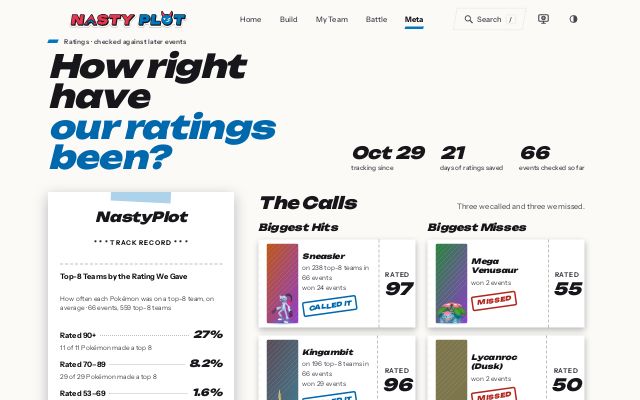 NASTY PLOT
Home
Build
My Team
Battle
Meta
Search /
Ratings • checked against later events
How right
have
our ratings
been?
Oct 29
tracking since
21
days of ratings saved
66
events checked so far
NastyPlot
* * * TRACK RECORD * * *
Top-8 Teams by the Rating We Gave
How often each Pokémon was on a top-8 team, on
average · 66 events, 559 top-8 teams
Rated 90+ 27%
11 of 11 Pokémon made a top 8
Rated 70–89 8.2%
29 of 29 Pokémon made a top 8
Rated 53–69 1.6%
The Calls
Three we called and three we missed.
Biggest Hits
Sneasler
on 238 top-8 teams in
66 events
won 24 events
CALLED IT
RATED
97
Kingambit
on 196 top-8 teams in
66 events
won 29 events
CALLED IT
RATED
96
Biggest Misses
Mega
Venusaur
won 2 events
MISSED
RATED
55
Lycanroc
(Dusk)
won 2 events
MISSED
RATED
50